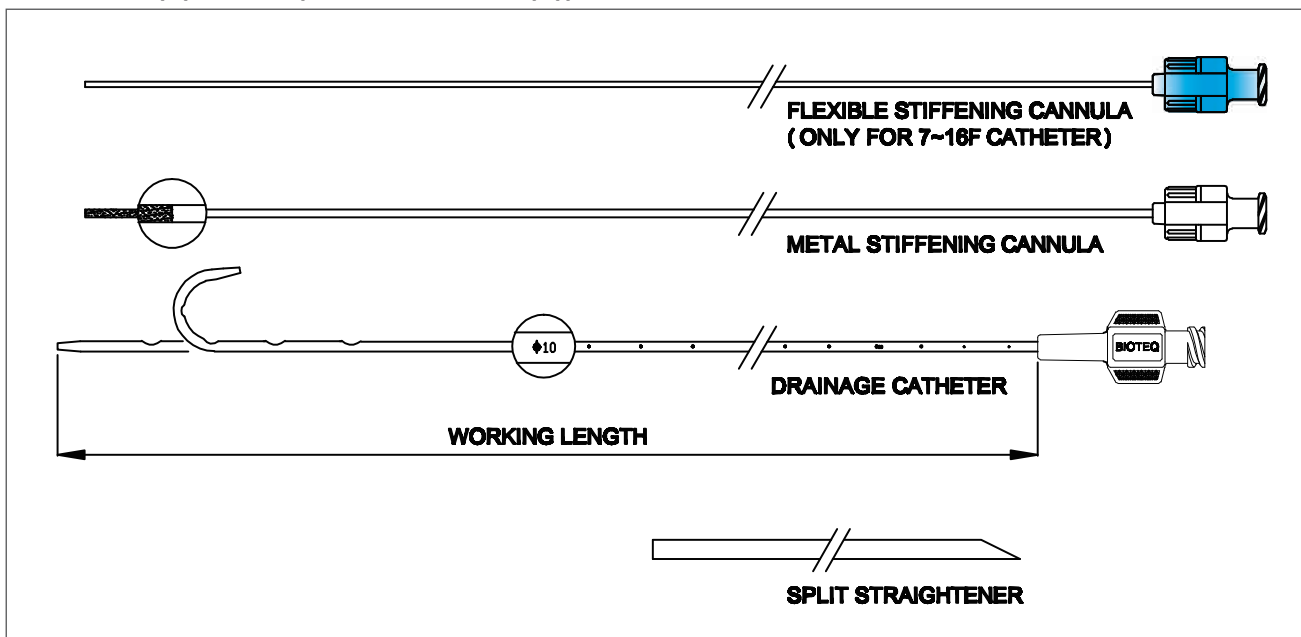 FLEXIBLE STIFFENING CANNULA
( ONLY FOR 7~16F CATHETER )
METAL STIFFENING CANNULA
ϕ10
BIOTEQ
DRAINAGE CATHETER
WORKING LENGTH
SPLIT STRAIGHTENER